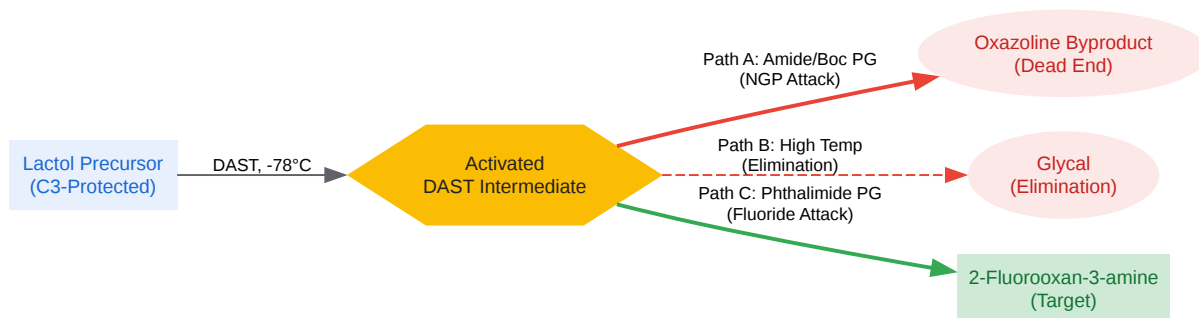 Lactol Precursor
(C3-Protected)
DAST, -78°C
Activated
DAST Intermediate
Path A: Amide/Boc PG
(NGP Attack)
Oxazoline Byproduct
(Dead End)
Path B: High Temp
(Elimination)
Glycal
(Elimination)
Path C: Phthalimide PG
(Fluoride Attack)
2-Fluorooxan-3-amine
(Target)